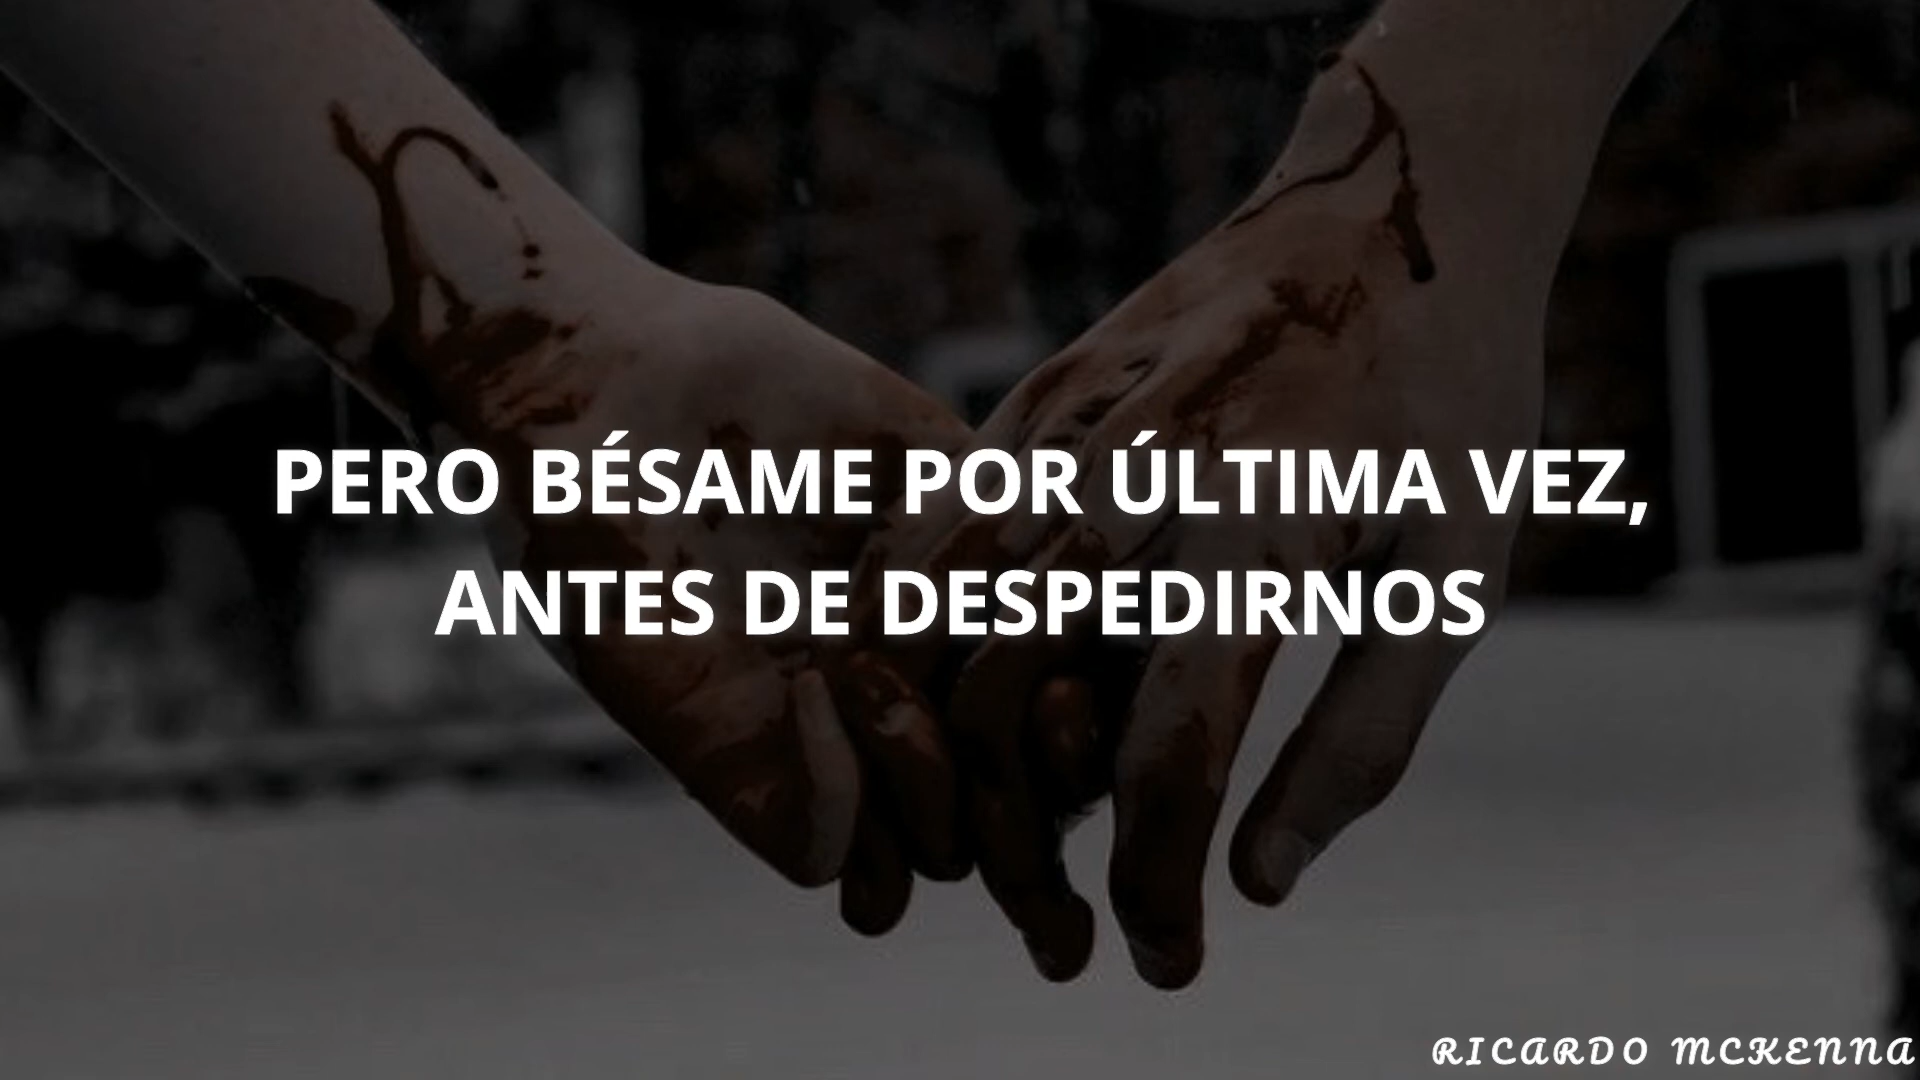 PERO BÉSAME POR ÚLTIMA VEZ,
ANTES DE DESPEDIRNOS
RICARDO MCKENNA